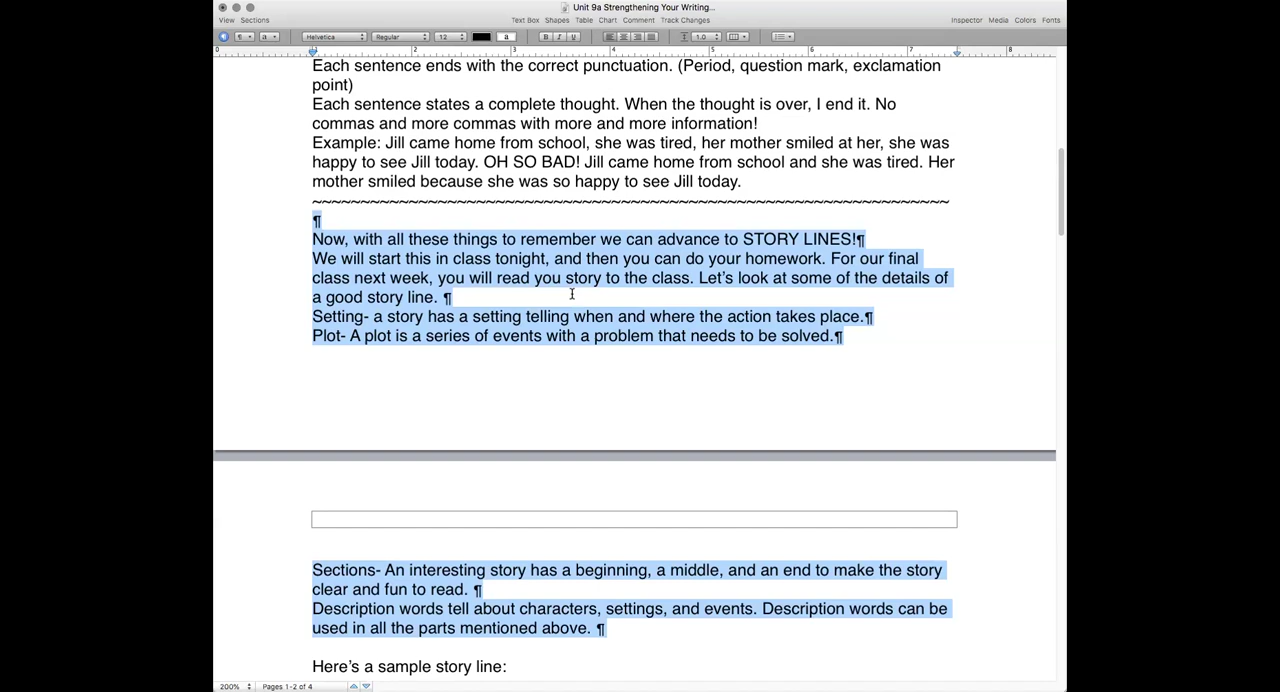 Unit 9a Strengthening Your Writing...
View Sections Text Box Shapes Table Chart Comment Track Changes Inspector Media Colors Fonts
¶ a Helvetica Regular 12 a B I U 1.0
0 1 2 3 4 5 6 7 8
Each sentence ends with the correct punctuation. (Period, question mark, exclamation
point)
Each sentence states a complete thought. When the thought is over, I end it. No
commas and more commas with more and more information!
Example: Jill came home from school, she was tired, her mother smiled at her, she was
happy to see Jill today. OH SO BAD! Jill came home from school and she was tired. Her
mother smiled because she was so happy to see Jill today.
~~~~~~~~~~~~~~~~~~~~~~~~~~~~~~~~~~~~~~~~~~~~~~~~~~~~~~~~~~~~~~~~~~
¶
Now, with all these things to remember we can advance to STORY LINES!¶
We will start this in class tonight, and then you can do your homework. For our final
class next week, you will read you story to the class. Let's look at some of the details of
a good story line. ¶
Setting- a story has a setting telling when and where the action takes place.¶
Plot- A plot is a series of events with a problem that needs to be solved.¶
Sections- An interesting story has a beginning, a middle, and an end to make the story
clear and fun to read. ¶
Description words tell about characters, settings, and events. Description words can be
used in all the parts mentioned above. ¶
Here's a sample story line:
200% Pages 1-2 of 4